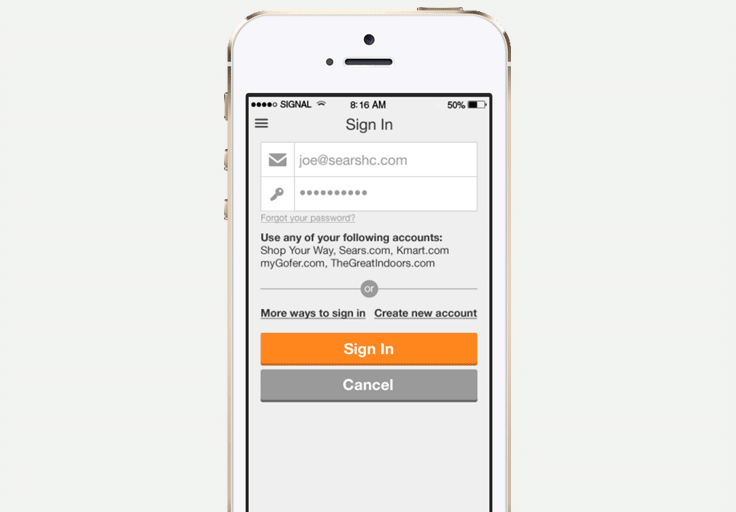 SIGNAL 8:16 AM 50%
Sign In
joe@searshc.com
••••••••••
Forgot your password?
Use any of your following accounts:
Shop Your Way, Sears.com, Kmart.com
myGofer.com, TheGreatIndoors.com
or
More ways to sign in Create new account
Sign In
Cancel